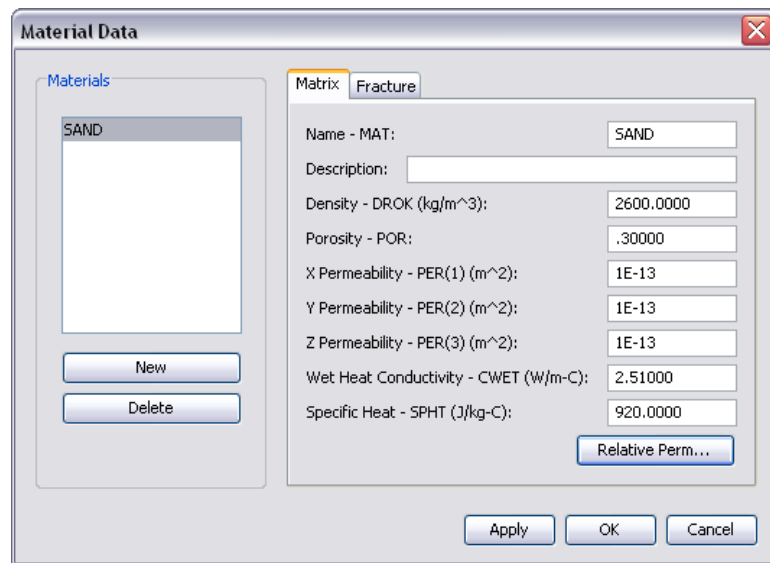 Material Data
Materials
SAND
New
Delete
Matrix
Fracture
Name - MAT: SAND
Description:
Density - DROK (kg/m^3): 2600.0000
Porosity - POR: .30000
X Permeability - PER(1) (m^2): 1E-13
Y Permeability - PER(2) (m^2): 1E-13
Z Permeability - PER(3) (m^2): 1E-13
Wet Heat Conductivity - CWET (W/m-C): 2.51000
Specific Heat - SPHT (J/kg-C): 920.0000
Relative Perm...
Apply
OK
Cancel